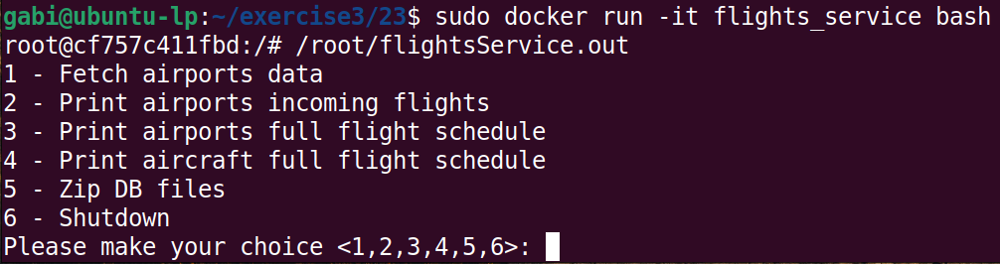 gabi@ubuntu-lp:~/exercise3/23$ sudo docker run -it flights_service bash
root@cf757c411fbd:/# /root/flightsService.out
1 - Fetch airports data
2 - Print airports incoming flights
3 - Print airports full flight schedule
4 - Print aircraft full flight schedule
5 - Zip DB files
6 - Shutdown
Please make your choice <1,2,3,4,5,6>: